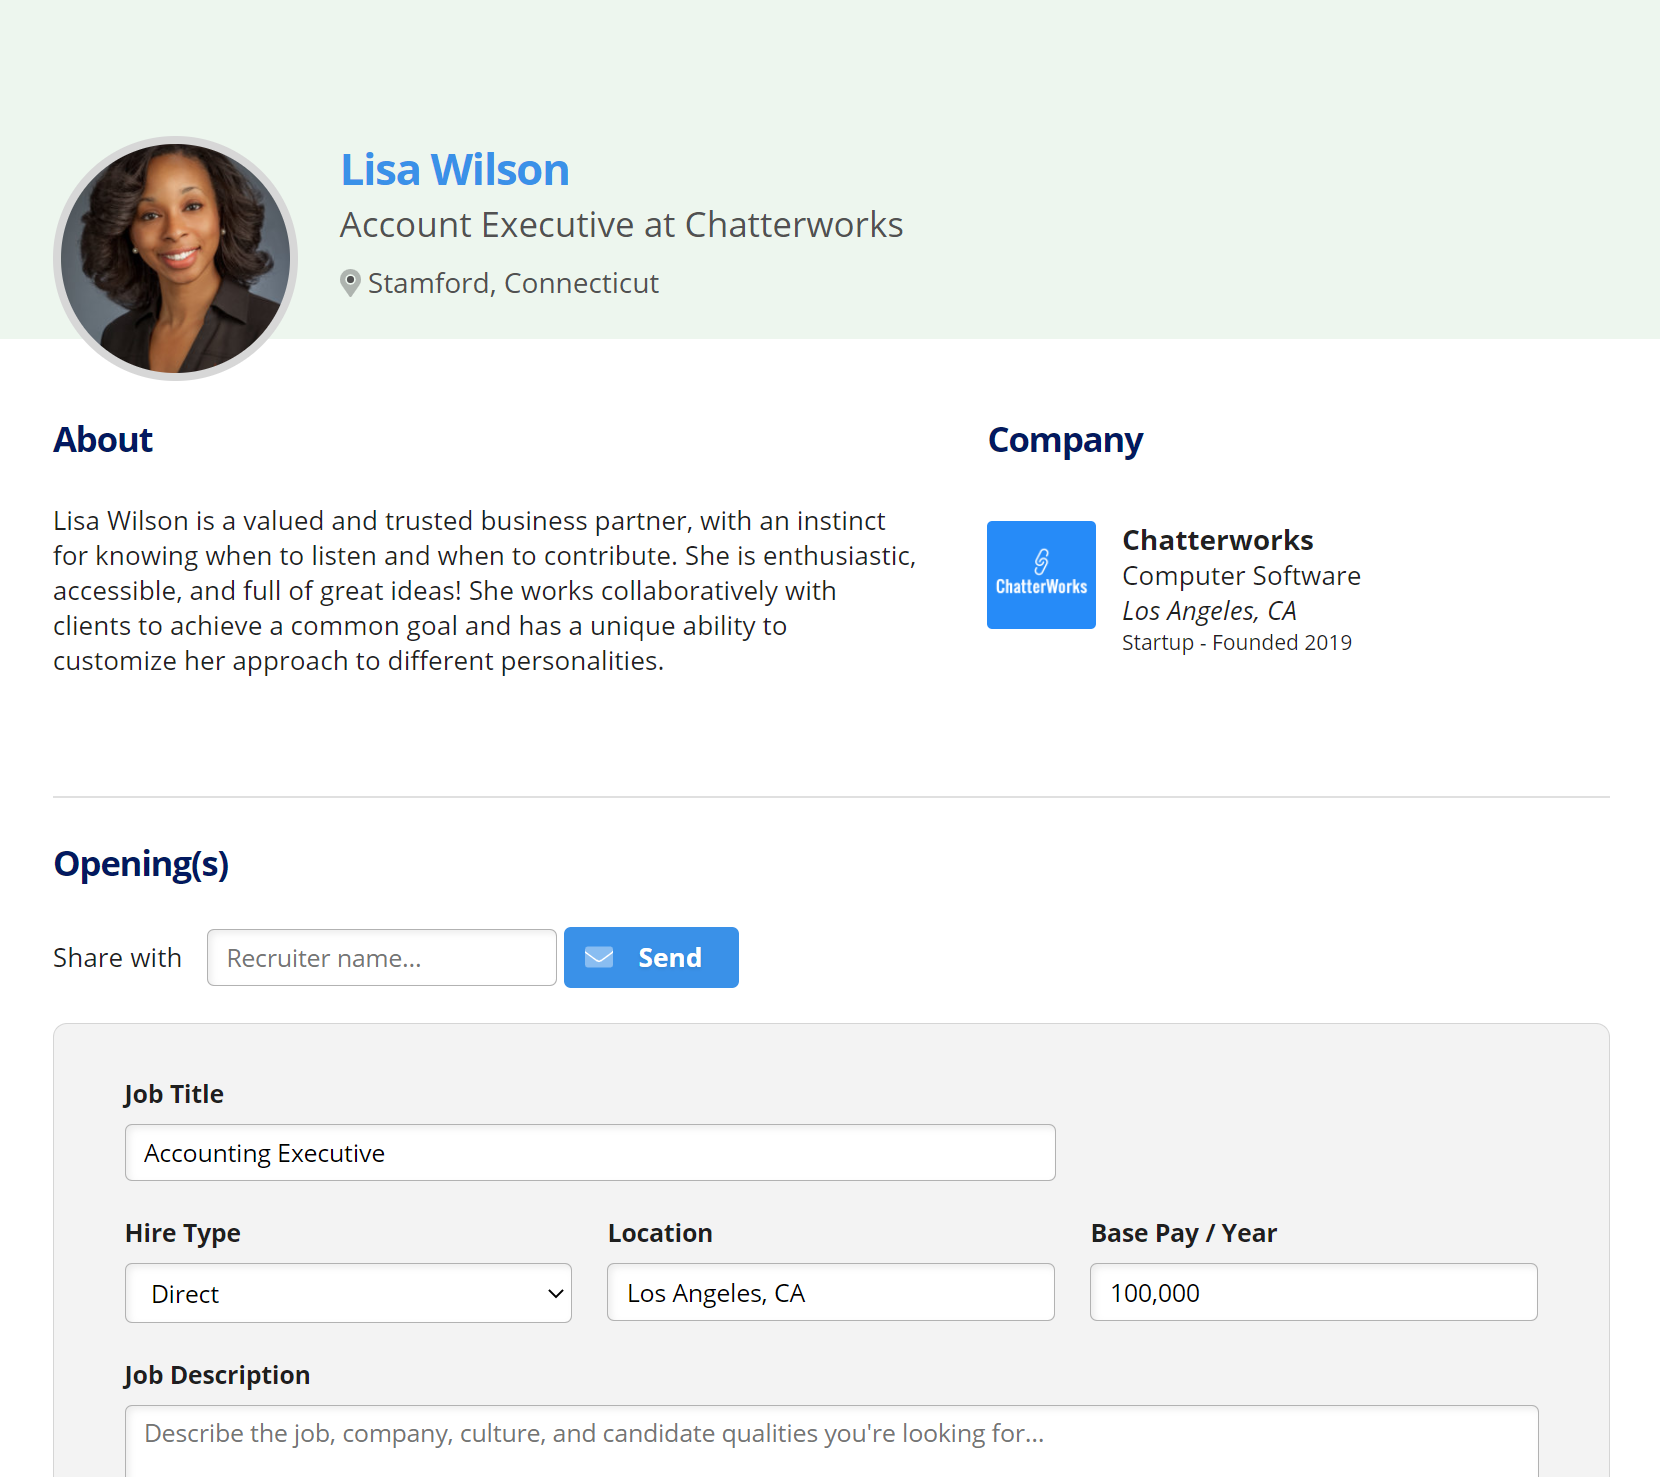 Lisa Wilson
Account Executive at Chatterworks
Stamford, Connecticut
About
Lisa Wilson is a valued and trusted business partner, with an instinct
for knowing when to listen and when to contribute. She is enthusiastic,
accessible, and full of great ideas! She works collaboratively with
clients to achieve a common goal and has a unique ability to
customize her approach to different personalities.
Company
ChatterWorks
Chatterworks
Computer Software
Los Angeles, CA
Startup - Founded 2019
Opening(s)
Share with
Recruiter name...
Send
Job Title
Accounting Executive
Hire Type
Location
Base Pay / Year
Direct
Los Angeles, CA
100,000
Job Description
Describe the job, company, culture, and candidate qualities you're looking for...